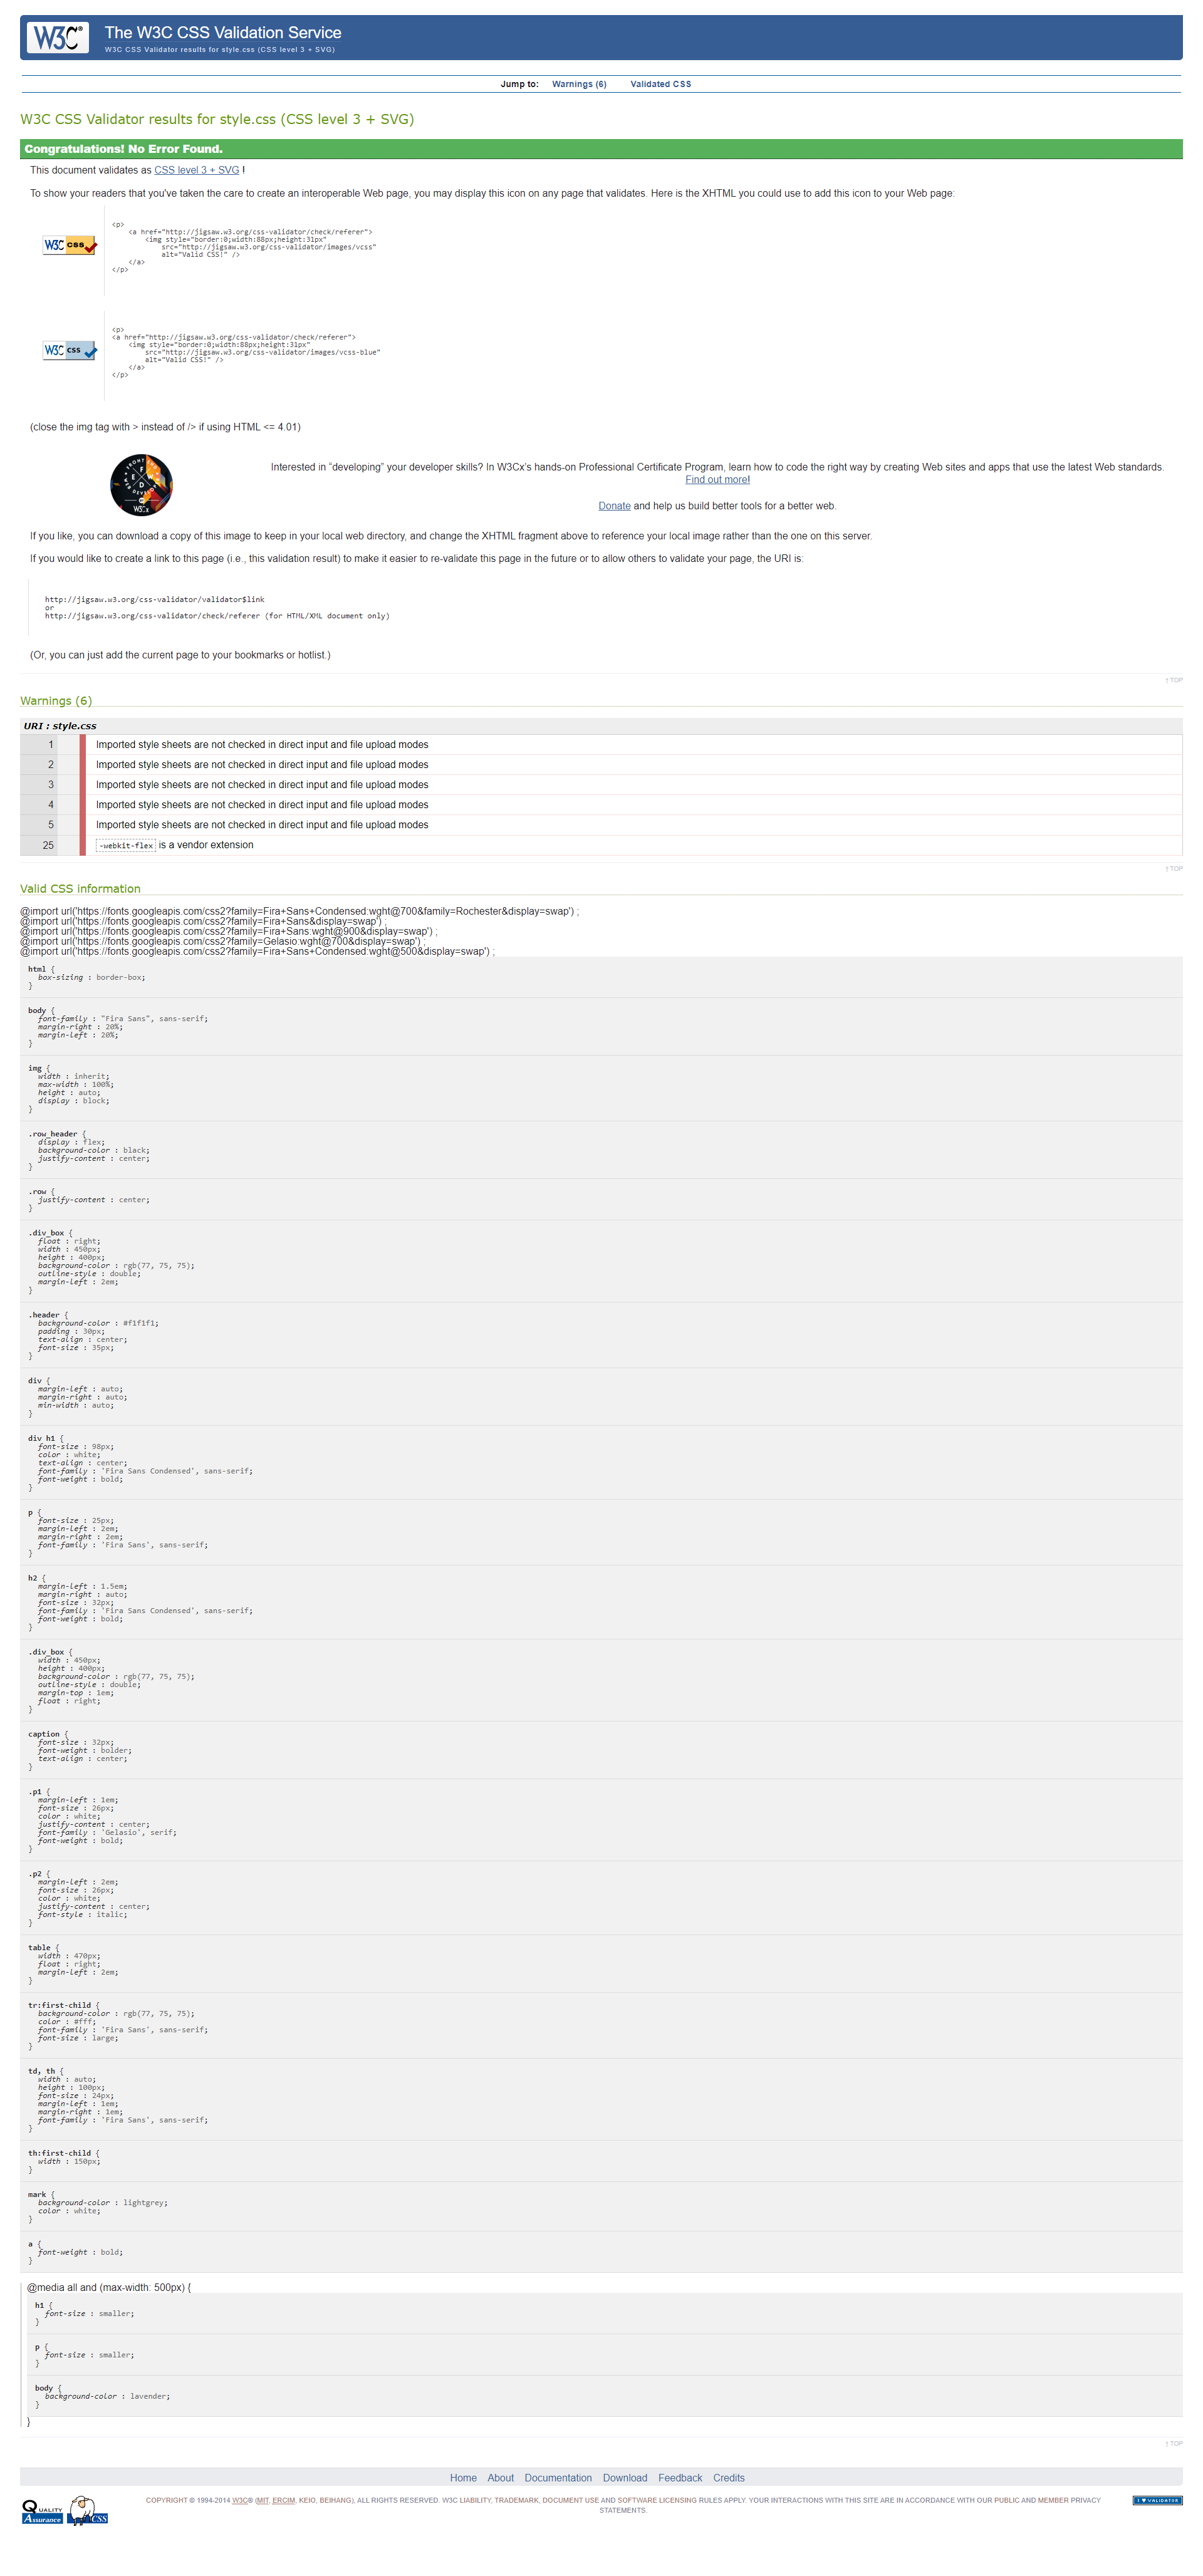 W3C®
The W3C CSS Validation Service
W3C CSS Validator results for style.css (CSS level 3 + SVG)
Jump to: Warnings (6) Validated CSS
W3C CSS Validator results for style.css (CSS level 3 + SVG)
Congratulations! No Error Found.
This document validates as CSS level 3 + SVG !
To show your readers that you've taken the care to create an interoperable Web page, you may display this icon on any page that validates. Here is the XHTML you could use to add this icon to your Web page:
W3C css
<p>
<a href="http://jigsaw.w3.org/css-validator/check/referer">
<img style="border:0;width:88px;height:31px"
src="http://jigsaw.w3.org/css-validator/images/vcss"
alt="Valid CSS!" />
</a>
</p>
W3C css
<p>
<a href="http://jigsaw.w3.org/css-validator/check/referer">
<img style="border:0;width:88px;height:31px"
src="http://jigsaw.w3.org/css-validator/images/vcss-blue"
alt="Valid CSS!" />
</a>
</p>
(close the img tag with > instead of /> if using HTML <= 4.01)
Interested in “developing” your developer skills? In W3Cx’s hands-on Professional Certificate Program, learn how to code the right way by creating Web sites and apps that use the latest Web standards.
Find out more!
Donate and help us build better tools for a better web.
If you like, you can download a copy of this image to keep in your local web directory, and change the XHTML fragment above to reference your local image rather than the one on this server.
If you would like to create a link to this page (i.e., this validation result) to make it easier to re-validate this page in the future or to allow others to validate your page, the URI is:
http://jigsaw.w3.org/css-validator/validator$link
or
http://jigsaw.w3.org/css-validator/check/referer (for HTML/XML document only)
(Or, you can just add the current page to your bookmarks or hotlist.)
↑ TOP
Warnings (6)
URI : style.css
1 Imported style sheets are not checked in direct input and file upload modes
2 Imported style sheets are not checked in direct input and file upload modes
3 Imported style sheets are not checked in direct input and file upload modes
4 Imported style sheets are not checked in direct input and file upload modes
5 Imported style sheets are not checked in direct input and file upload modes
25 -webkit-flex is a vendor extension
↑ TOP
Valid CSS information
@import url('https://fonts.googleapis.com/css2?family=Fira+Sans+Condensed:wght@700&family=Rochester&display=swap') ;
@import url('https://fonts.googleapis.com/css2?family=Fira+Sans&display=swap') ;
@import url('https://fonts.googleapis.com/css2?family=Fira+Sans:wght@900&display=swap') ;
@import url('https://fonts.googleapis.com/css2?family=Gelasio:wght@700&display=swap') ;
@import url('https://fonts.googleapis.com/css2?family=Fira+Sans+Condensed:wght@500&display=swap') ;
html {
box-sizing : border-box;
}
body {
font-family : "Fira Sans", sans-serif;
margin-right : 20%;
margin-left : 20%;
}
img {
width : inherit;
max-width : 100%;
height : auto;
display : block;
}
.row_header {
display : flex;
background-color : black;
justify-content : center;
}
.row {
justify-content : center;
}
.div_box {
float : right;
width : 450px;
height : 400px;
background-color : rgb(77, 75, 75);
outline-style : double;
margin-left : 2em;
}
.header {
background-color : #f1f1f1;
padding : 30px;
text-align : center;
font-size : 35px;
}
div {
margin-left : auto;
margin-right : auto;
min-width : auto;
}
div h1 {
font-size : 98px;
color : white;
text-align : center;
font-family : 'Fira Sans Condensed', sans-serif;
font-weight : bold;
}
p {
font-size : 25px;
margin-left : 2em;
margin-right : 2em;
font-family : 'Fira Sans', sans-serif;
}
h2 {
margin-left : 1.5em;
margin-right : auto;
font-size : 32px;
font-family : 'Fira Sans Condensed', sans-serif;
font-weight : bold;
}
.div_box {
width : 450px;
height : 400px;
background-color : rgb(77, 75, 75);
outline-style : double;
margin-top : 1em;
float : right;
}
caption {
font-size : 32px;
font-weight : bolder;
text-align : center;
}
.p1 {
margin-left : 1em;
font-size : 26px;
color : white;
justify-content : center;
font-family : 'Gelasio', serif;
font-weight : bold;
}
.p2 {
margin-left : 2em;
font-size : 26px;
color : white;
justify-content : center;
font-style : italic;
}
table {
width : 470px;
float : right;
margin-left : 2em;
}
tr:first-child {
background-color : rgb(77, 75, 75);
color : #fff;
font-family : 'Fira Sans', sans-serif;
font-size : large;
}
td, th {
width : auto;
height : 100px;
font-size : 24px;
margin-left : 1em;
margin-right : 1em;
font-family : 'Fira Sans', sans-serif;
}
th:first-child {
width : 150px;
}
mark {
background-color : lightgrey;
color : white;
}
a {
font-weight : bold;
}
@media all and (max-width: 500px) {
h1 {
font-size : smaller;
}
p {
font-size : smaller;
}
body {
background-color : lavender;
}
}
↑ TOP
Home About Documentation Download Feedback Credits
QUALITY
Assurance
CSS
COPYRIGHT © 1994-2014 W3C® (MIT, ERCIM, KEIO, BEIHANG), ALL RIGHTS RESERVED. W3C LIABILITY, TRADEMARK, DOCUMENT USE AND SOFTWARE LICENSING RULES APPLY. YOUR INTERACTIONS WITH THIS SITE ARE IN ACCORDANCE WITH OUR PUBLIC AND MEMBER PRIVACY
STATEMENTS.
I ♥ VALIDATOR